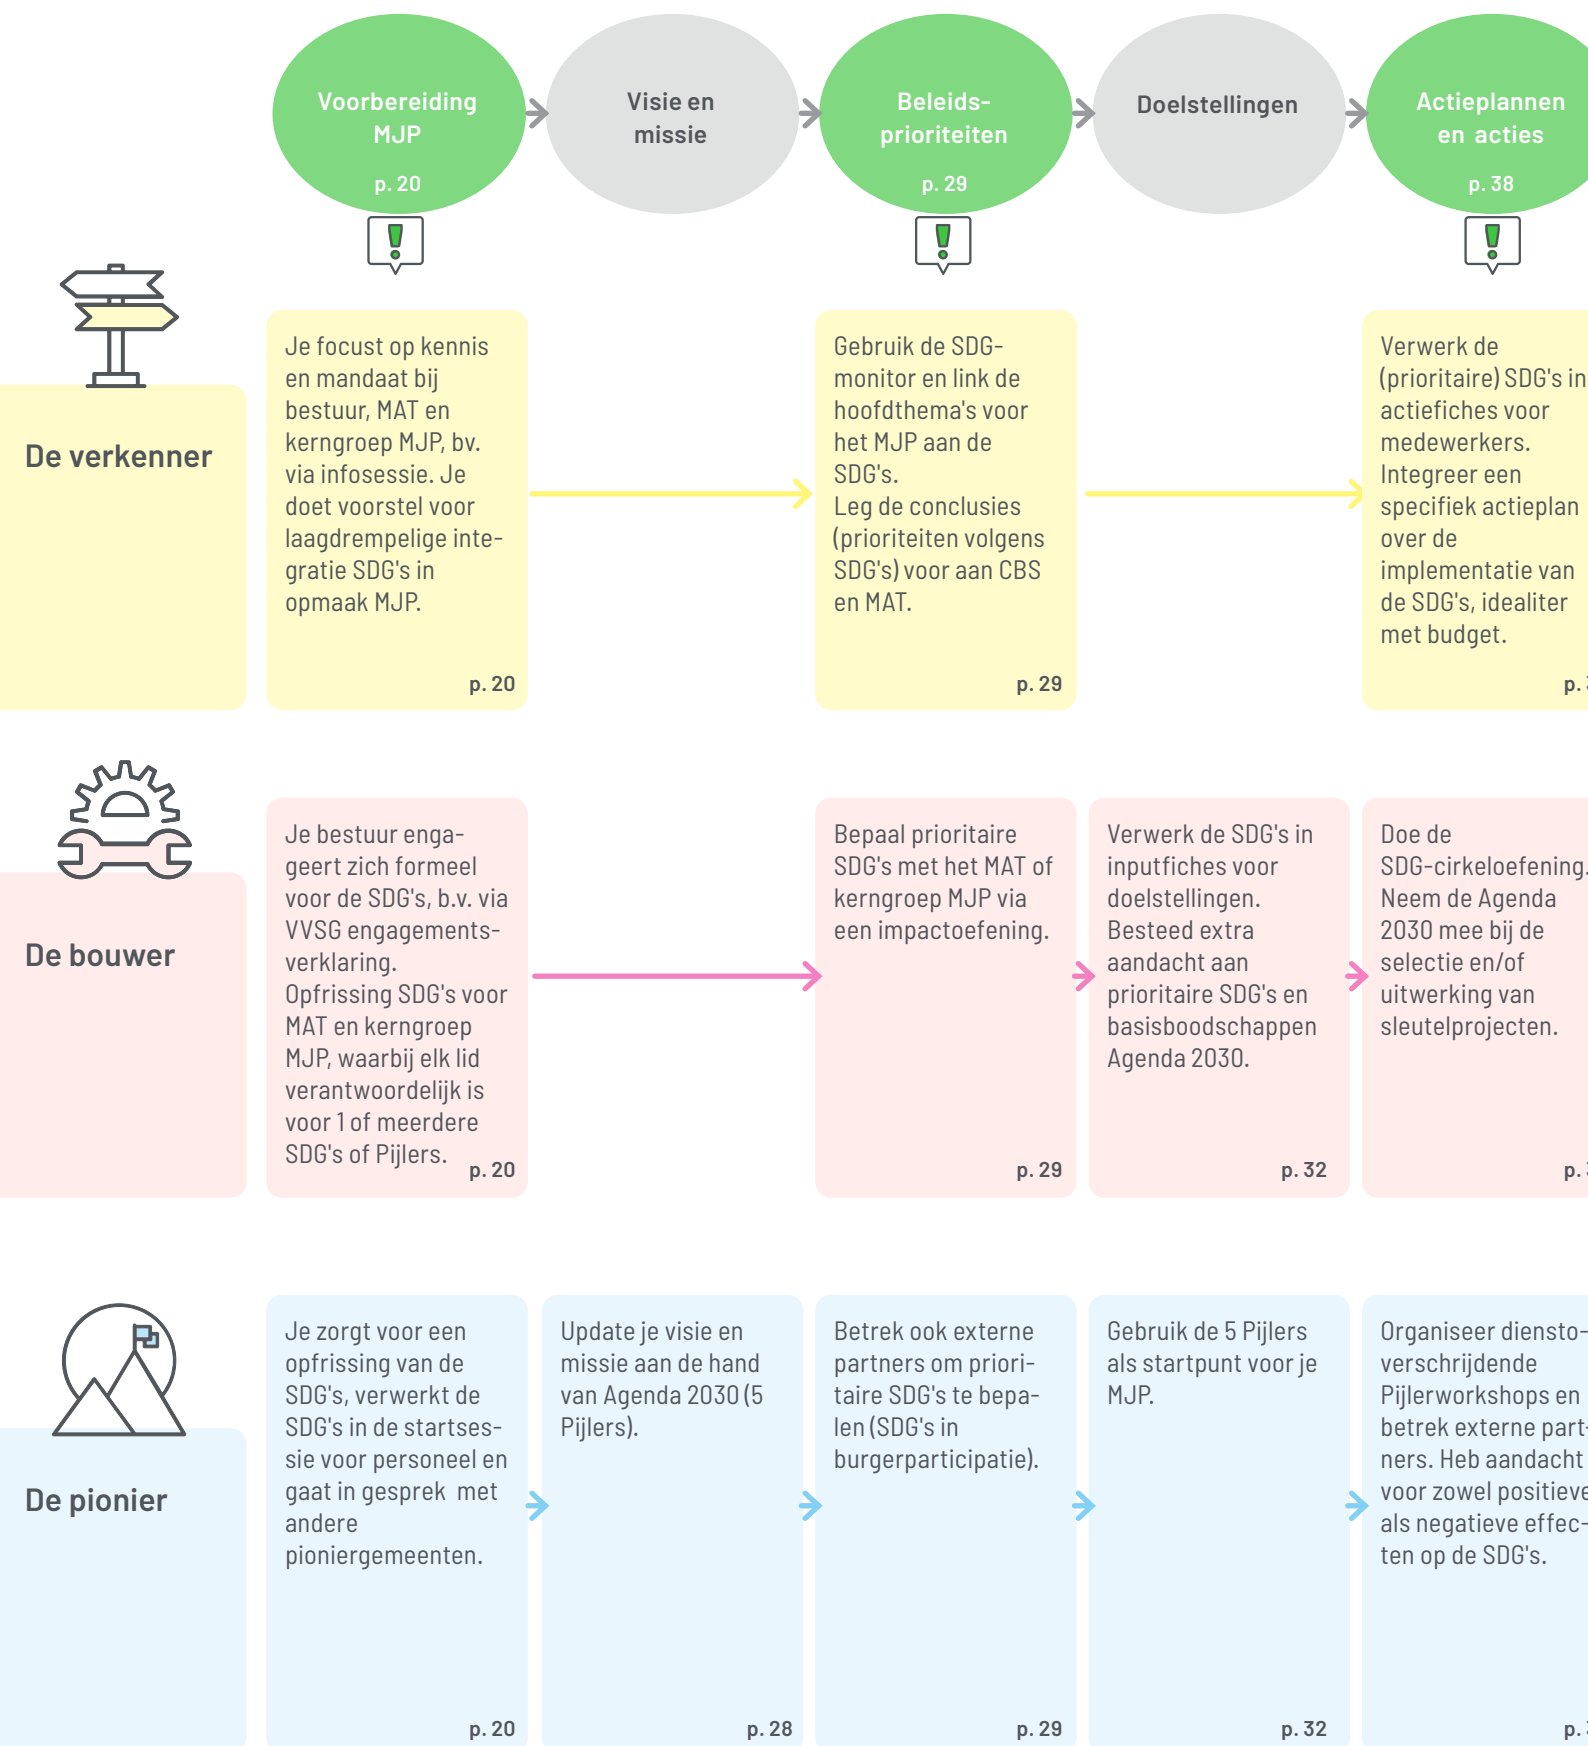 Voorbereiding
MJP
p. 20
Visie en
missie
Beleids-
prioriteiten
p. 29
Doelstellingen
Actieplannen
en acties
p. 38
De verkenner
Je focust op kennis
en mandaat bij
bestuur, MAT en
kerngroep MJP, bv.
via infosessie. Je
doet voorstel voor
laagdrempelige inte-
gratie SDG's in
opmaak MJP.
p. 20
Gebruik de SDG-
monitor en link de
hoofdthema's voor
het MJP aan de
SDG's.
Leg de conclusies
(prioriteiten volgens
SDG's) voor aan CBS
en MAT.
p. 29
Verwerk de
(prioritaire) SDG's in
actiefiches voor
medewerkers.
Integreer een
specifiek actieplan
over de
implementatie van
de SDG's, idealiter
met budget.
p.
De bouwer
Je bestuur enga-
geert zich formeel
voor de SDG's, b.v. via
VVSG engagements-
verklaring.
Opfrissing SDG's voor
MAT en kerngroep
MJP, waarbij elk lid
verantwoordelijk is
voor 1 of meerdere
SDG's of Pijlers.
p. 20
Bepaal prioritaire
SDG's met het MAT of
kerngroep MJP via
een impactoefening.
p. 29
Verwerk de SDG's in
inputfiches voor
doelstellingen.
Besteed extra
aandacht aan
prioritaire SDG's en
basisboodschappen
Agenda 2030.
p. 32
Doe de
SDG-cirkeloefening.
Neem de Agenda
2030 mee bij de
selectie en/of
uitwerking van
sleutelprojecten.
p.
De pionier
Je zorgt voor een
opfrissing van de
SDG's, verwerkt de
SDG's in de startses-
sie voor personeel en
gaat in gesprek met
andere
pioniergemeenten.
p. 20
Update je visie en
missie aan de hand
van Agenda 2030 (5
Pijlers).
p. 28
Betrek ook externe
partners om priori-
taire SDG's te bepa-
len (SDG's in
burgerparticipatie).
p. 29
Gebruik de 5 Pijlers
als startpunt voor je
MJP.
p. 32
Organiseer diensto-
verschrijdende
Pijlerworkshops en
betrek externe part-
ners. Heb aandacht
voor zowel positieve
als negatieve effec-
ten op de SDG's.
p.